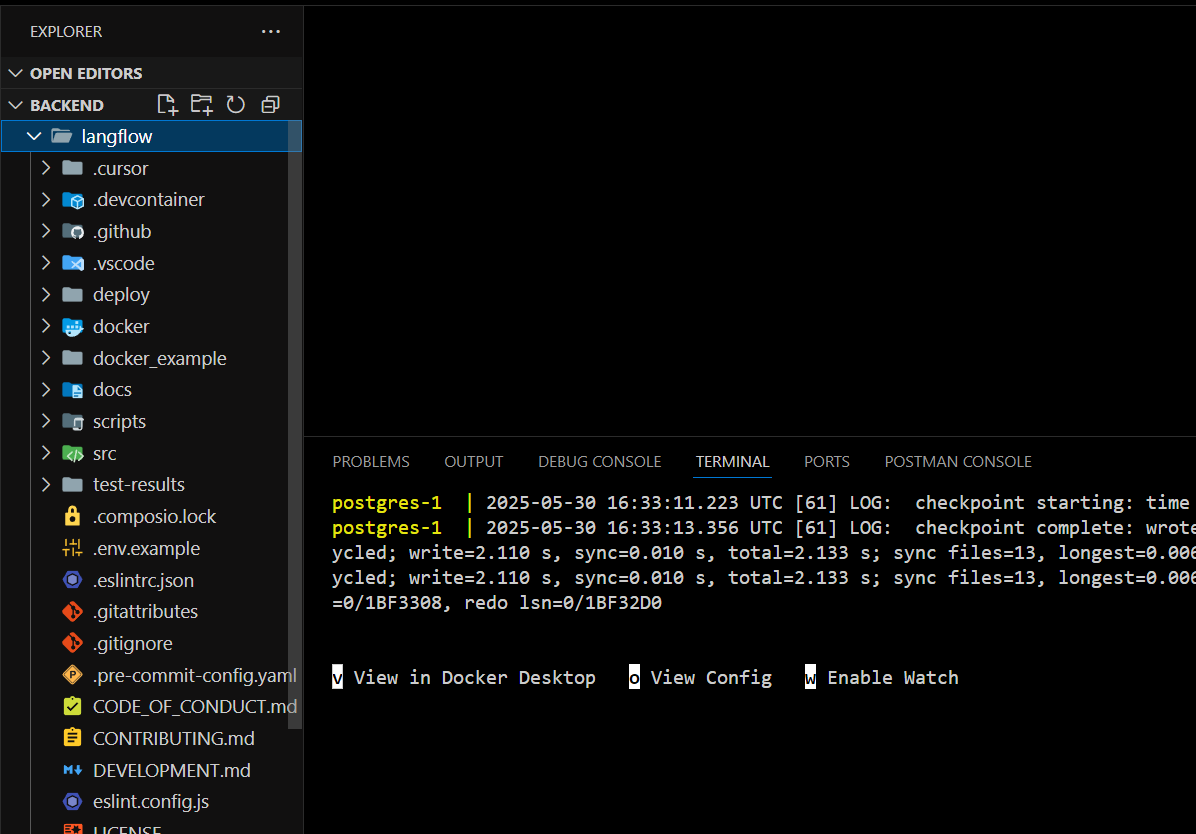 EXPLORER
OPEN EDITORS
BACKEND
langflow
.cursor
.devcontainer
.github
.vscode
deploy
docker
docker_example
docs
scripts
src
test-results
.composio.lock
.env.example
.eslintrc.json
.gitattributes
.gitignore
.pre-commit-config.yaml
CODE_OF_CONDUCT.md
CONTRIBUTING.md
DEVELOPMENT.md
eslint.config.js
LICENSE
PROBLEMS OUTPUT DEBUG CONSOLE TERMINAL PORTS POSTMAN CONSOLE
postgres-1 | 2025-05-30 16:33:11.223 UTC [61] LOG: checkpoint starting: time
postgres-1 | 2025-05-30 16:33:13.356 UTC [61] LOG: checkpoint complete: wrote
ycled; write=2.110 s, sync=0.010 s, total=2.133 s; sync files=13, longest=0.006
ycled; write=2.110 s, sync=0.010 s, total=2.133 s; sync files=13, longest=0.006
=0/1BF3308, redo lsn=0/1BF32D0
v View in Docker Desktop o View Config w Enable Watch